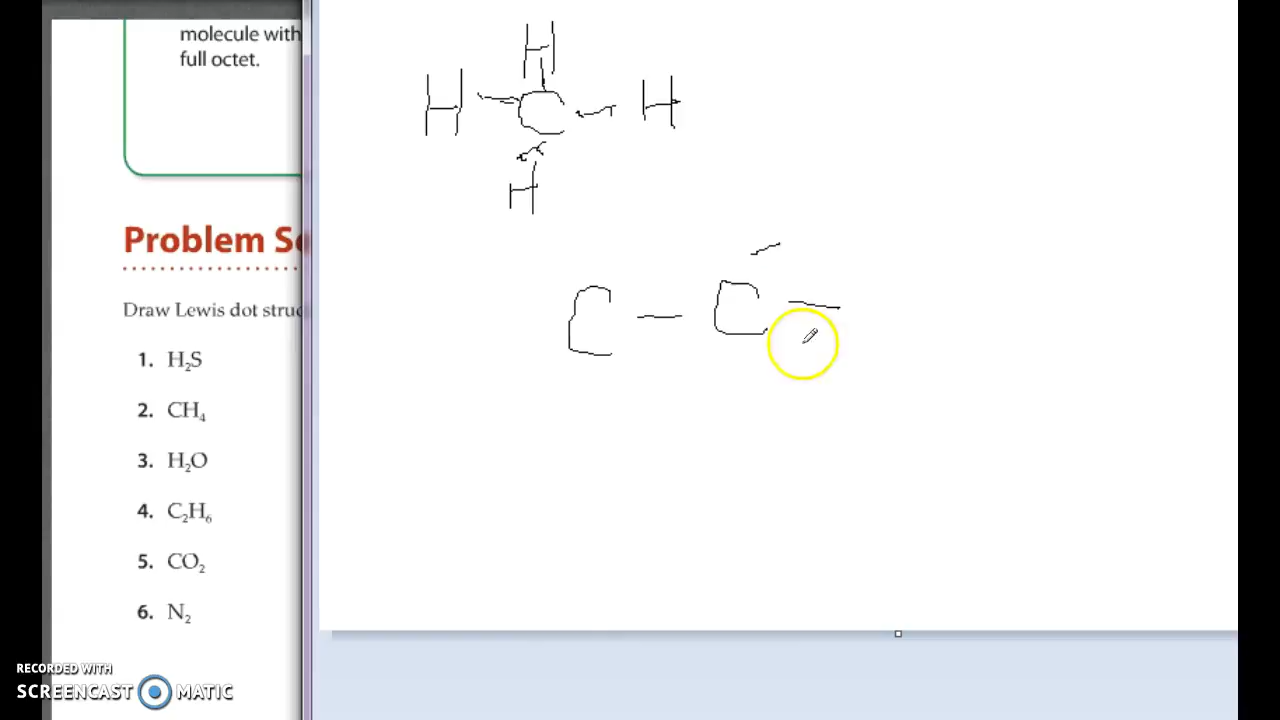 molecule with
full octet.
Problem S
Draw Lewis dot struc
1. H₂S
2. CH₄
3. H₂O
4. C₂H₆
5. CO₂
6. N₂
H
H — C — H
H
C — C —
RECORDED WITH
SCREENCAST MATIC